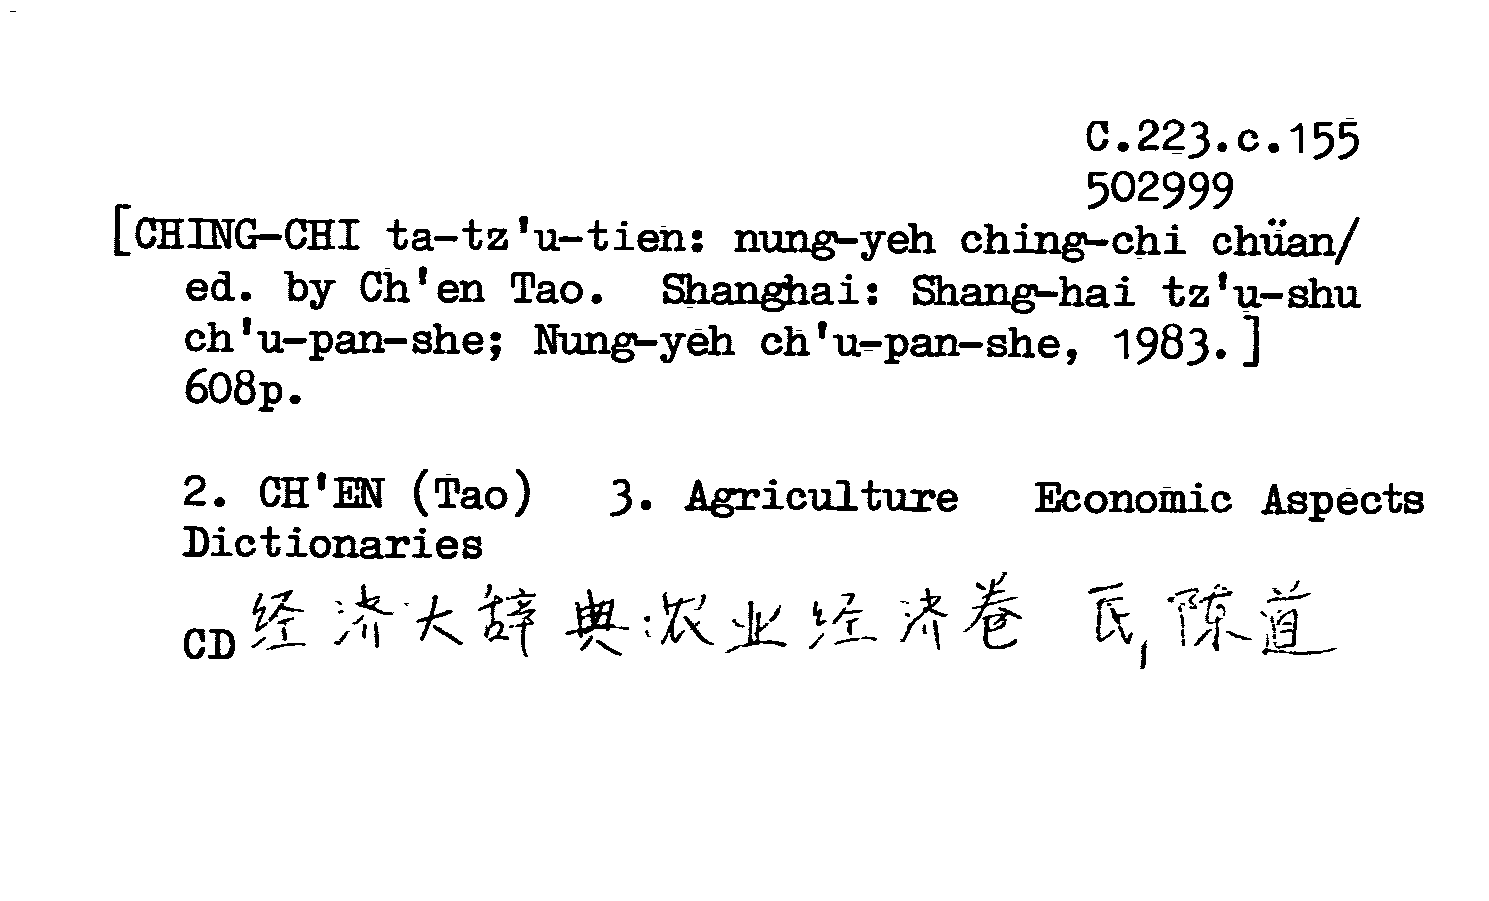 C.223.c.155
502999
[CHING-CHI ta-tz'u-tien: nung-yeh ching-chi chüan/
ed. by Ch'en Tao. Shanghai: Shang-hai tz'u-shu
ch'u-pan-she; Nung-yeh ch'u-pan-she, 1983.]
608p.
2. CH'EN (Tao) 3. Agriculture Economic Aspects
Dictionaries
CD 经济大辞典:农业经济卷 氏, 陈道